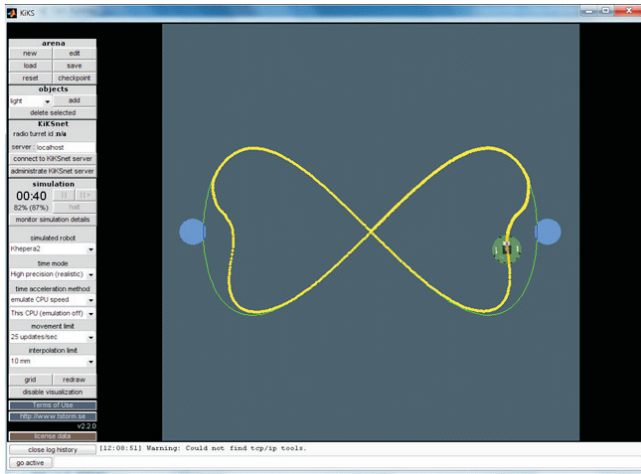 KiKS
arena
new edit
load save
reset checkpoint
objects
light add
delete selected
KiKSnet
radio turret id :n/a
server : localhost
connect to KiKSnet server
administrate KiKSnet server
simulation
00:40 || ||>
82% (87%) halt
monitor simulation details
simulated robot
Khepera2
time mode
High precision (realistic)
time acceleration method
emulate CPU speed
This CPU (emulation off)
movement limit
25 updates/sec
interpolation limit
10 mm
grid redraw
disable visualization
Terms of Use
http://www.tstorm.se
v2.2.0
license data
close log history [12:08:51] Warning: Could not find tcp/ip tools.
go active